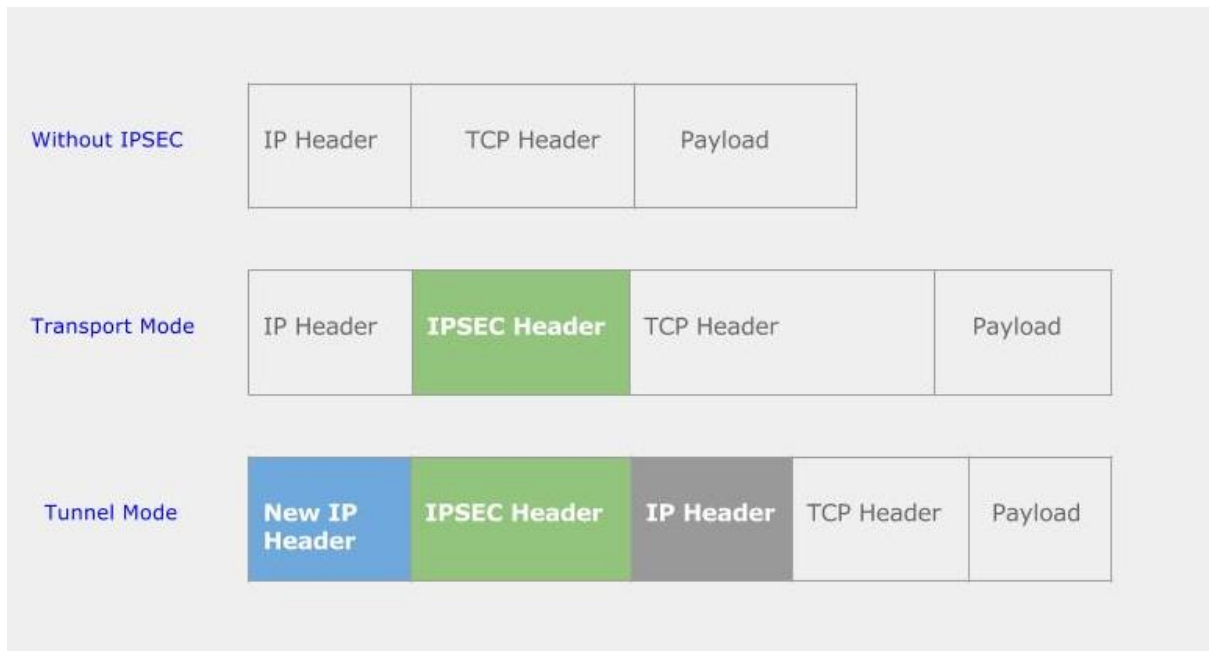 Without IPSEC IP Header TCP Header Payload
Transport Mode IP Header IPSEC Header TCP Header Payload
Tunnel Mode New IP Header IPSEC Header IP Header TCP Header Payload